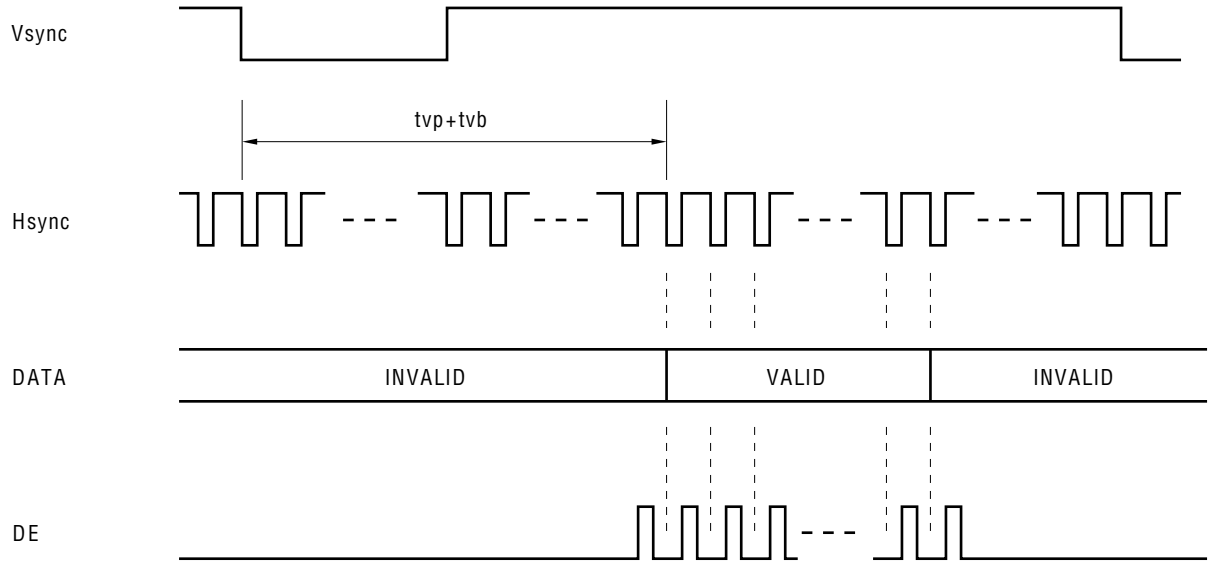 Vsync
tvp+tvb
Hsync
DATA
INVALID
VALID
INVALID
DE